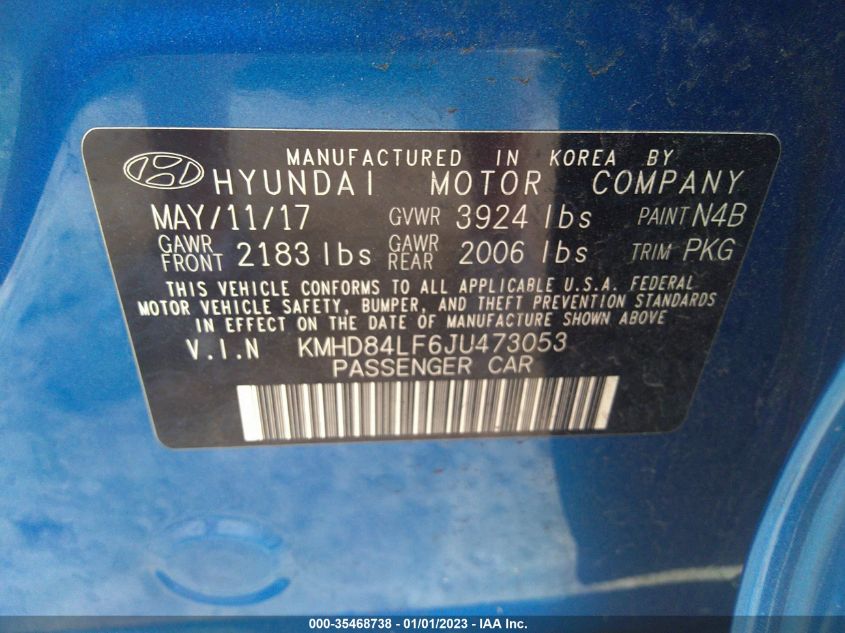 MANUFACTURED IN KOREA BY
HYUNDAI MOTOR COMPANY
MAY/11/17 GVWR 3924 lbs PAINT N4B
GAWR FRONT 2183 lbs GAWR REAR 2006 lbs TRIM PKG
THIS VEHICLE CONFORMS TO ALL APPLICABLE U.S.A. FEDERAL
MOTOR VEHICLE SAFETY, BUMPER, AND THEFT PREVENTION STANDARDS
IN EFFECT ON THE DATE OF MANUFACTURE SHOWN ABOVE
V.I.N KMHD84LF6JU473053
PASSENGER CAR
000-35468738 - 01/01/2023 - IAA Inc.